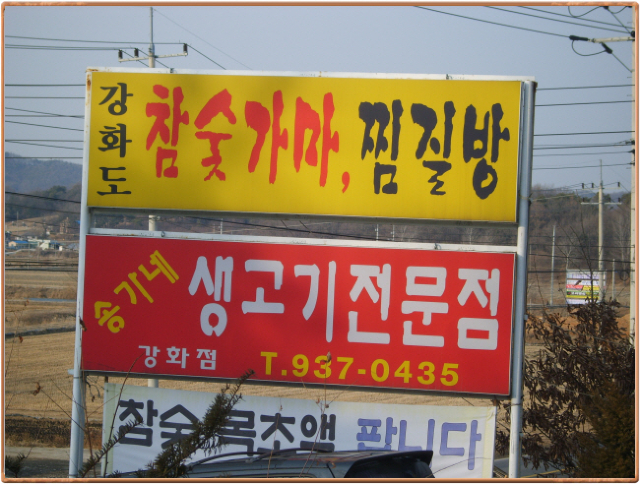 강화도 참숯가마, 찜질방
송가네 생고기전문점
강화점 T.937-0435
참숯 목초액 팝니다